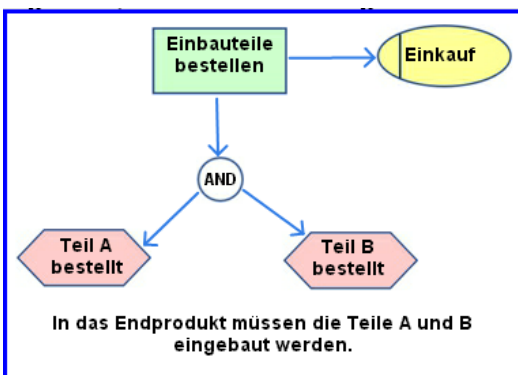 Einbauteile
bestellen
Einkauf
AND
Teil A
bestellt
Teil B
bestellt
In das Endprodukt müssen die Teile A und B
eingebaut werden.